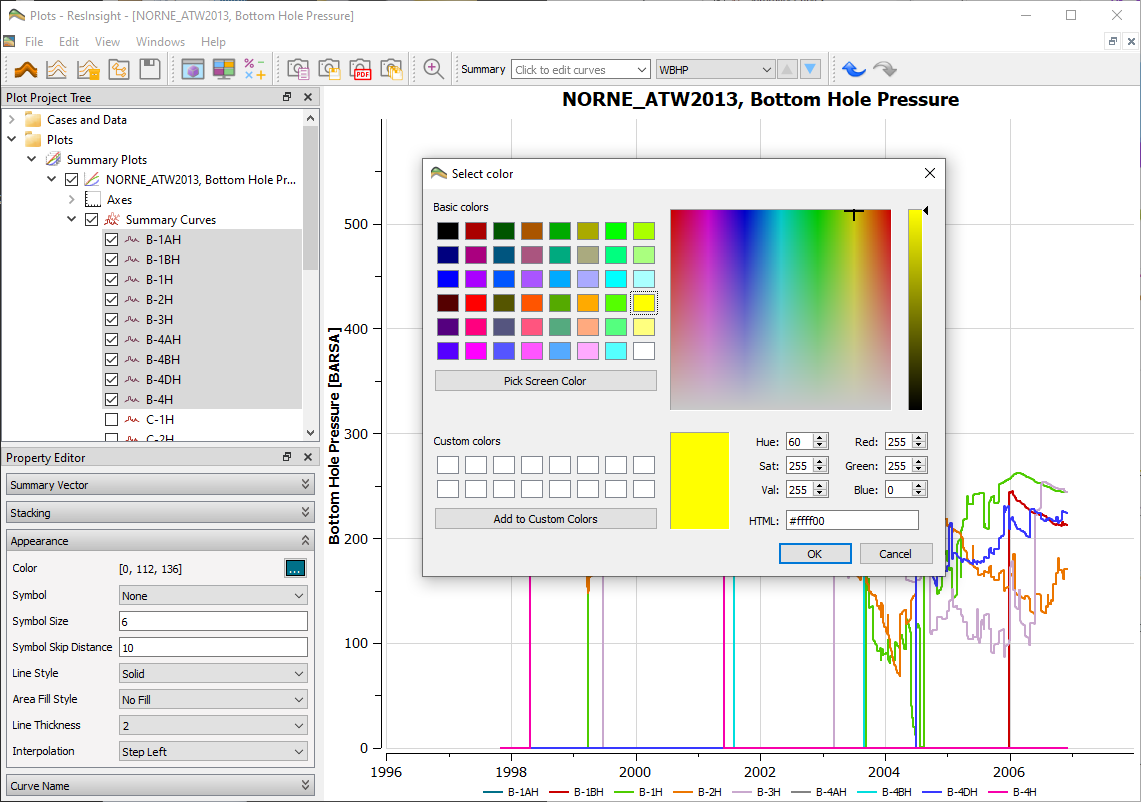 Plots - ResInsight - [NORNE_ATW2013, Bottom Hole Pressure]
File Edit View Windows Help
PDF
Summary Click to edit curves WBHP
Plot Project Tree
Cases and Data
Plots
Summary Plots
NORNE_ATW2013, Bottom Hole Pr...
Axes
Summary Curves
B-1AH
B-1BH
B-1H
B-2H
B-3H
B-4AH
B-4BH
B-4DH
B-4H
C-1H
C-2H
Property Editor
Summary Vector
Stacking
Appearance
Color [0, 112, 136] ...
Symbol None
Symbol Size 6
Symbol Skip Distance 10
Line Style Solid
Area Fill Style No Fill
Line Thickness 2
Interpolation Step Left
Curve Name
NORNE_ATW2013, Bottom Hole Pressure
Bottom Hole Pressure [BARSA]
500
400
300
200
100
0
1996 1998 2000 2002 2004 2006
B-1AH B-1BH B-1H B-2H B-3H B-4AH B-4BH B-4DH B-4H
Select color
Basic colors
Pick Screen Color
Custom colors
Add to Custom Colors
Hue: 60 Red: 255
Sat: 255 Green: 255
Val: 255 Blue: 0
HTML: #ffff00
OK Cancel